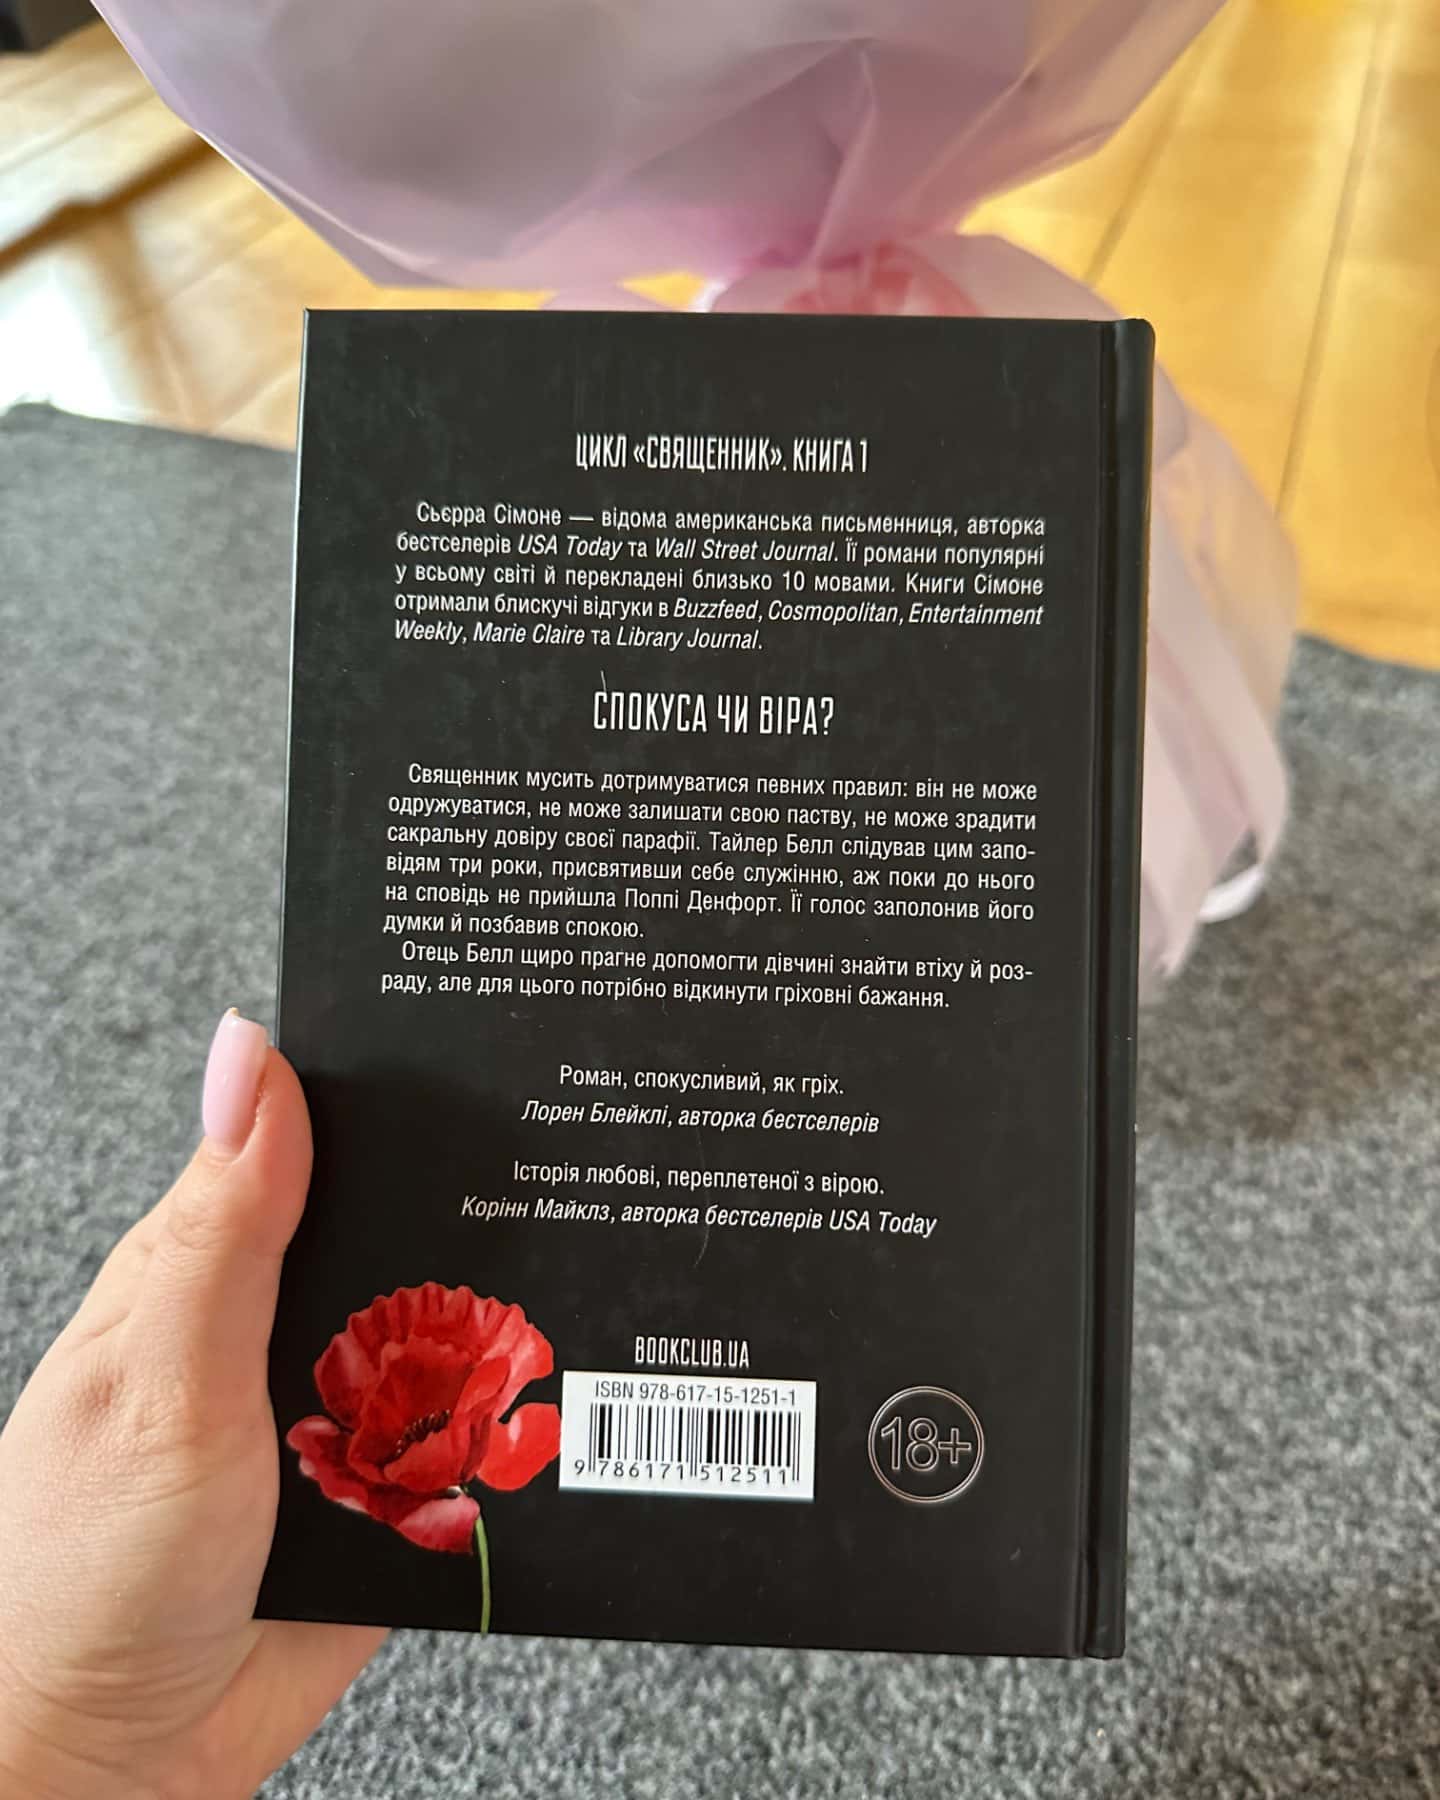 ЦИКЛ «СВЯЩЕННИК». КНИГА 1
Сьєрра Сімоне — відома американська письменниця, авторка
бестселерів USA Today та Wall Street Journal. Її романи популярні
у всьому світі й перекладені близько 10 мовами. Книги Сімоне
отримали блискучі відгуки в Buzzfeed, Cosmopolitan, Entertainment
Weekly, Marie Claire та Library Journal.
СПОКУСА ЧИ ВІРА?
Священник мусить дотримуватися певних правил: він не може
одружуватися, не може залишати свою паству, не може зрадити
сакральну довіру своєї парафії. Тайлер Белл слідував цим запо-
відям три роки, присвятивши себе служінню, аж поки до нього
на сповідь не прийшла Поппі Денфорт. Її голос заполонив його
думки й позбавив спокою.
Отець Белл щиро прагне допомогти дівчині знайти втіху й роз-
раду, але для цього потрібно відкинути гріховні бажання.
Роман, спокусливий, як гріх.
Лорен Блейклі, авторка бестселерів
Історія любові, переплетеної з вірою.
Корінн Майклз, авторка бестселерів USA Today
BOOKCLUB.UA
ISBN 978-617-15-1251-1
9 786171 512511
18+